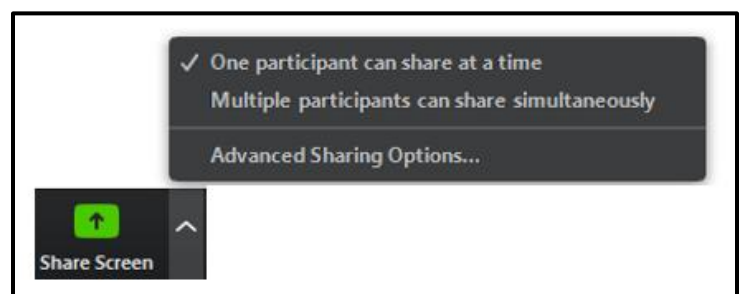 One participant can share at a time
Multiple participants can share simultaneously
Advanced Sharing Options...
Share Screen